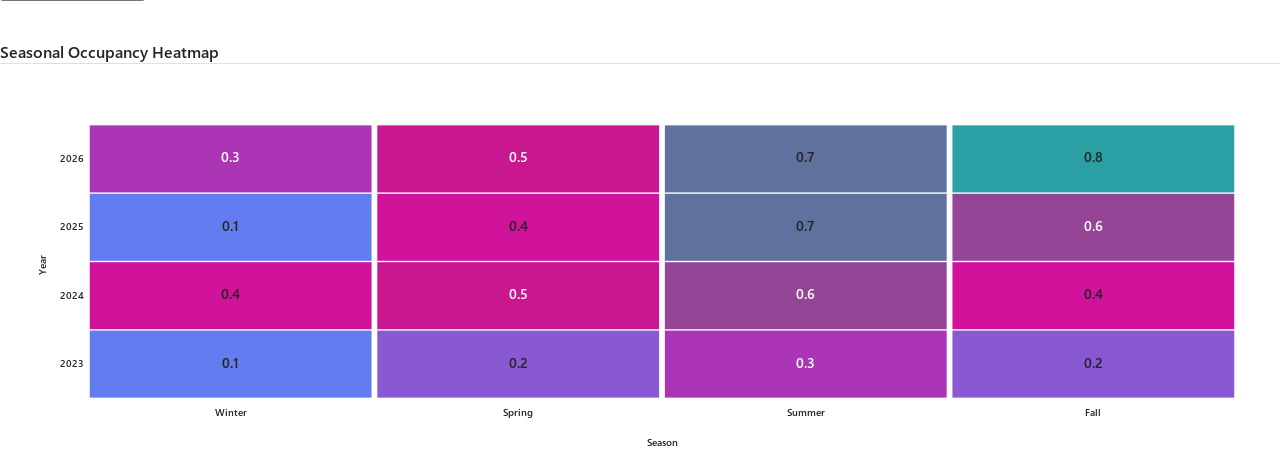 Seasonal Occupancy Heatmap
2026 0.3 0.5 0.7 0.8
2025 0.1 0.4 0.7 0.6
Year
2024 0.4 0.5 0.6 0.4
2023 0.1 0.2 0.3 0.2
Winter Spring Summer Fall
Season